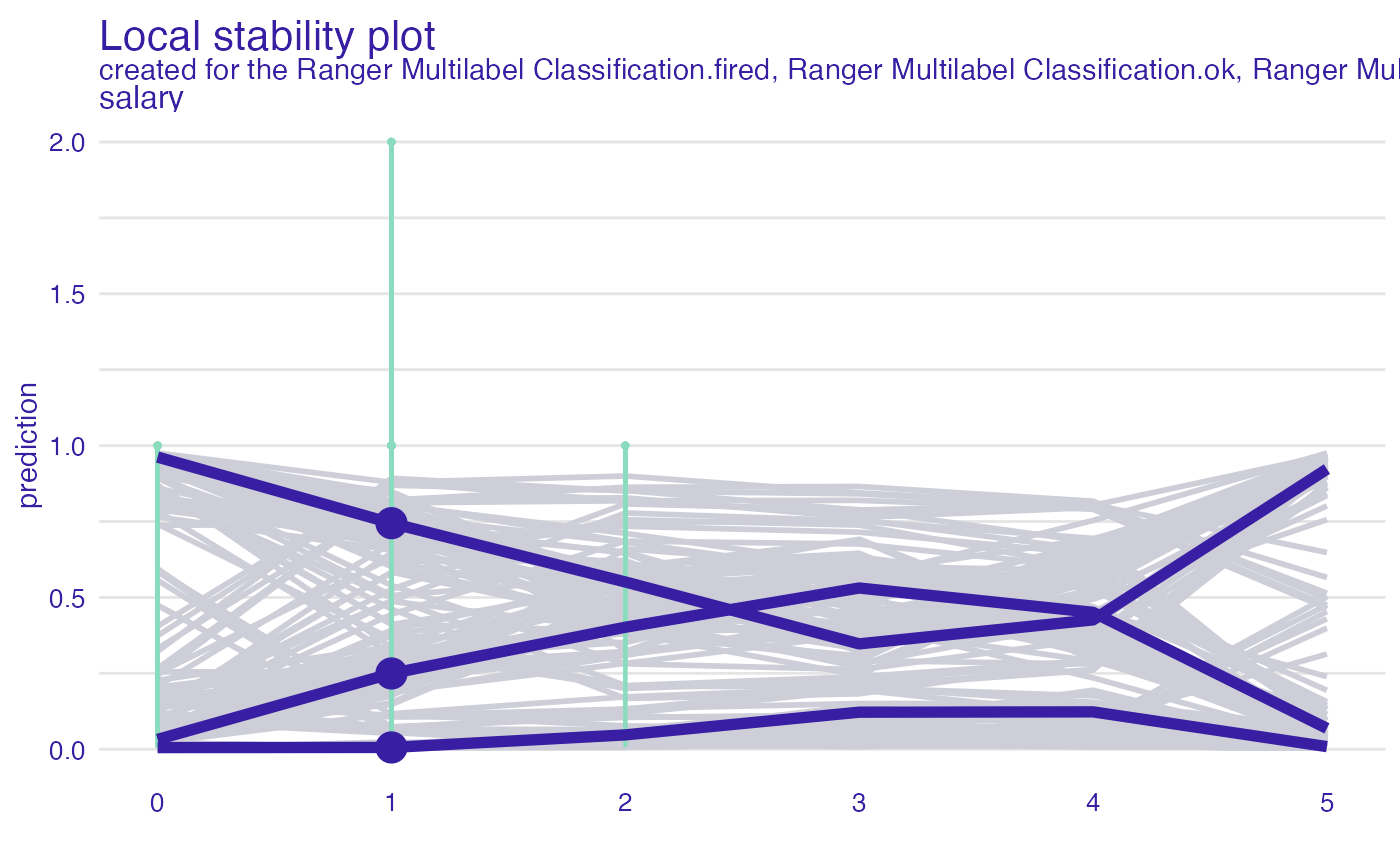 Local stability plot
created for the Ranger Multilabel Classification.fired, Ranger Multilabel Classification.ok, Ranger Mul
salary
2.0
1.5
1.0
0.5
0.0
prediction
0 1 2 3 4 5